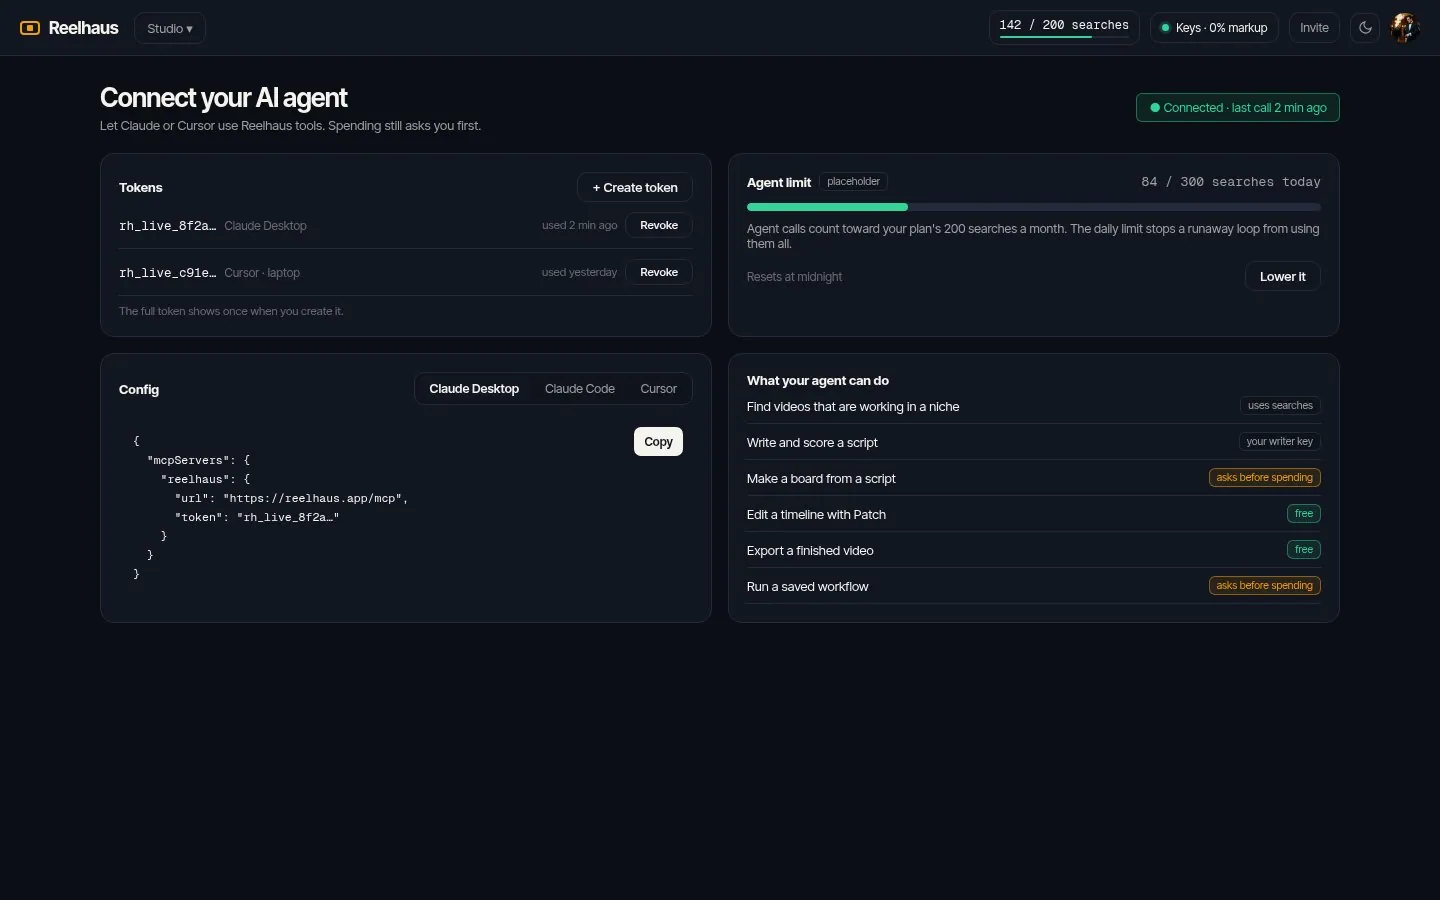 Reelhaus
Studio ▾
142 / 200 searches
Keys · 0% markup
Invite
Connect your AI agent
Let Claude or Cursor use Reelhaus tools. Spending still asks you first.
Connected · last call 2 min ago
Tokens
+ Create token
rh_live_8f2a… Claude Desktop used 2 min ago Revoke
rh_live_c91e… Cursor · laptop used yesterday Revoke
The full token shows once when you create it.
Agent limit placeholder 84 / 300 searches today
Agent calls count toward your plan's 200 searches a month. The daily limit stops a runaway loop from using
them all.
Resets at midnight Lower it
Config
Claude Desktop Claude Code Cursor
Copy
{
"mcpServers": {
"reelhaus": {
"url": "https://reelhaus.app/mcp",
"token": "rh_live_8f2a…"
}
}
}
What your agent can do
Find videos that are working in a niche uses searches
Write and score a script your writer key
Make a board from a script asks before spending
Edit a timeline with Patch free
Export a finished video free
Run a saved workflow asks before spending